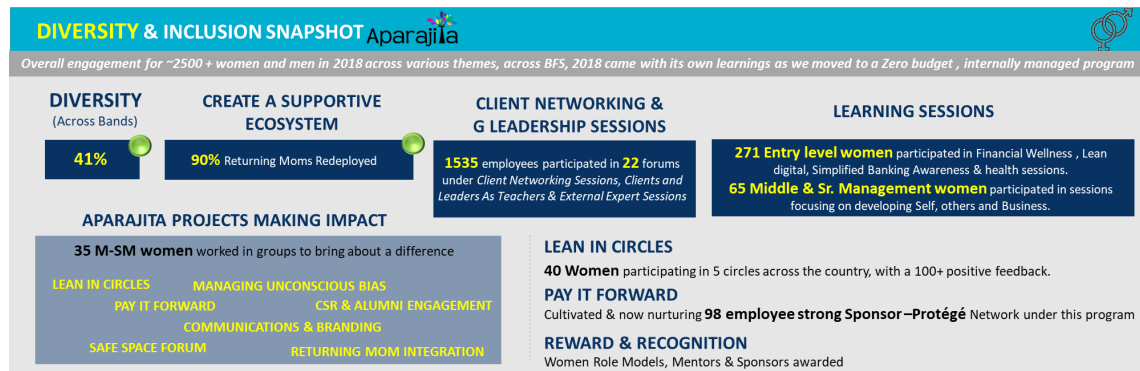 DIVERSITY & INCLUSION SNAPSHOT Aparajita
Overall engagement for ~2500 + women and men in 2018 across various themes, across BFS, 2018 came with its own learnings as we moved to a Zero budget , internally managed program
DIVERSITY
(Across Bands)
41%
CREATE A SUPPORTIVE
ECOSYSTEM
90% Returning Moms Redeployed
CLIENT NETWORKING &
G LEADERSHIP SESSIONS
1535 employees participated in 22 forums
under Client Networking Sessions, Clients and
Leaders As Teachers & External Expert Sessions
LEARNING SESSIONS
271 Entry level women participated in Financial Wellness , Lean
digital, Simplified Banking Awareness & health sessions.
65 Middle & Sr. Management women participated in sessions
focusing on developing Self, others and Business.
APARAJITA PROJECTS MAKING IMPACT
35 M-SM women worked in groups to bring about a difference
LEAN IN CIRCLES
MANAGING UNCONSCIOUS BIAS
PAY IT FORWARD
CSR & ALUMNI ENGAGEMENT
COMMUNICATIONS & BRANDING
SAFE SPACE FORUM
RETURNING MOM INTEGRATION
LEAN IN CIRCLES
40 Women participating in 5 circles across the country, with a 100+ positive feedback.
PAY IT FORWARD
Cultivated & now nurturing 98 employee strong Sponsor –Protégé Network under this program
REWARD & RECOGNITION
Women Role Models, Mentors & Sponsors awarded